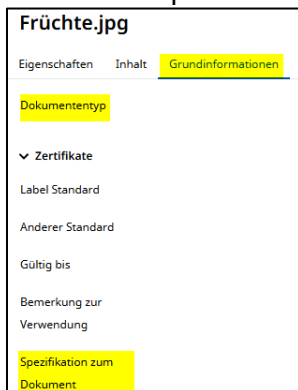 Früchte.jpg
Eigenschaften Inhalt Grundinformationen
Dokumententyp
Zertifikate
Label Standard
Anderer Standard
Gültig bis
Bemerkung zur
Verwendung
Spezifikation zum
Dokument